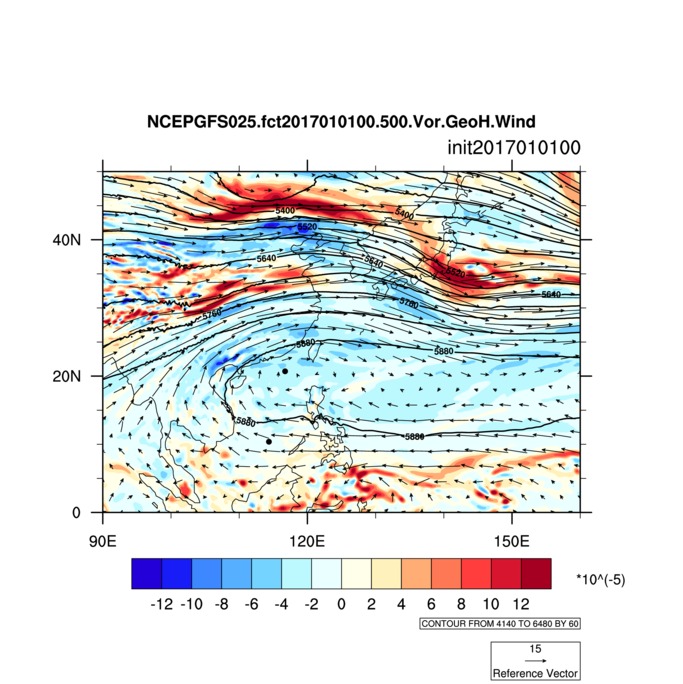 NCEPGFS025.fct2017010100.500.Vor.GeoH.Wind
init2017010100
5400
5400
5520
40N
5640
5640
5520
5640
5760
5760
5880
5880
20N
5880
5880
0
90E 120E 150E
-12 -10 -8 -6 -4 -2 0 2 4 6 8 10 12
*10^(-5)
CONTOUR FROM 4140 TO 6480 BY 60
15
Reference Vector